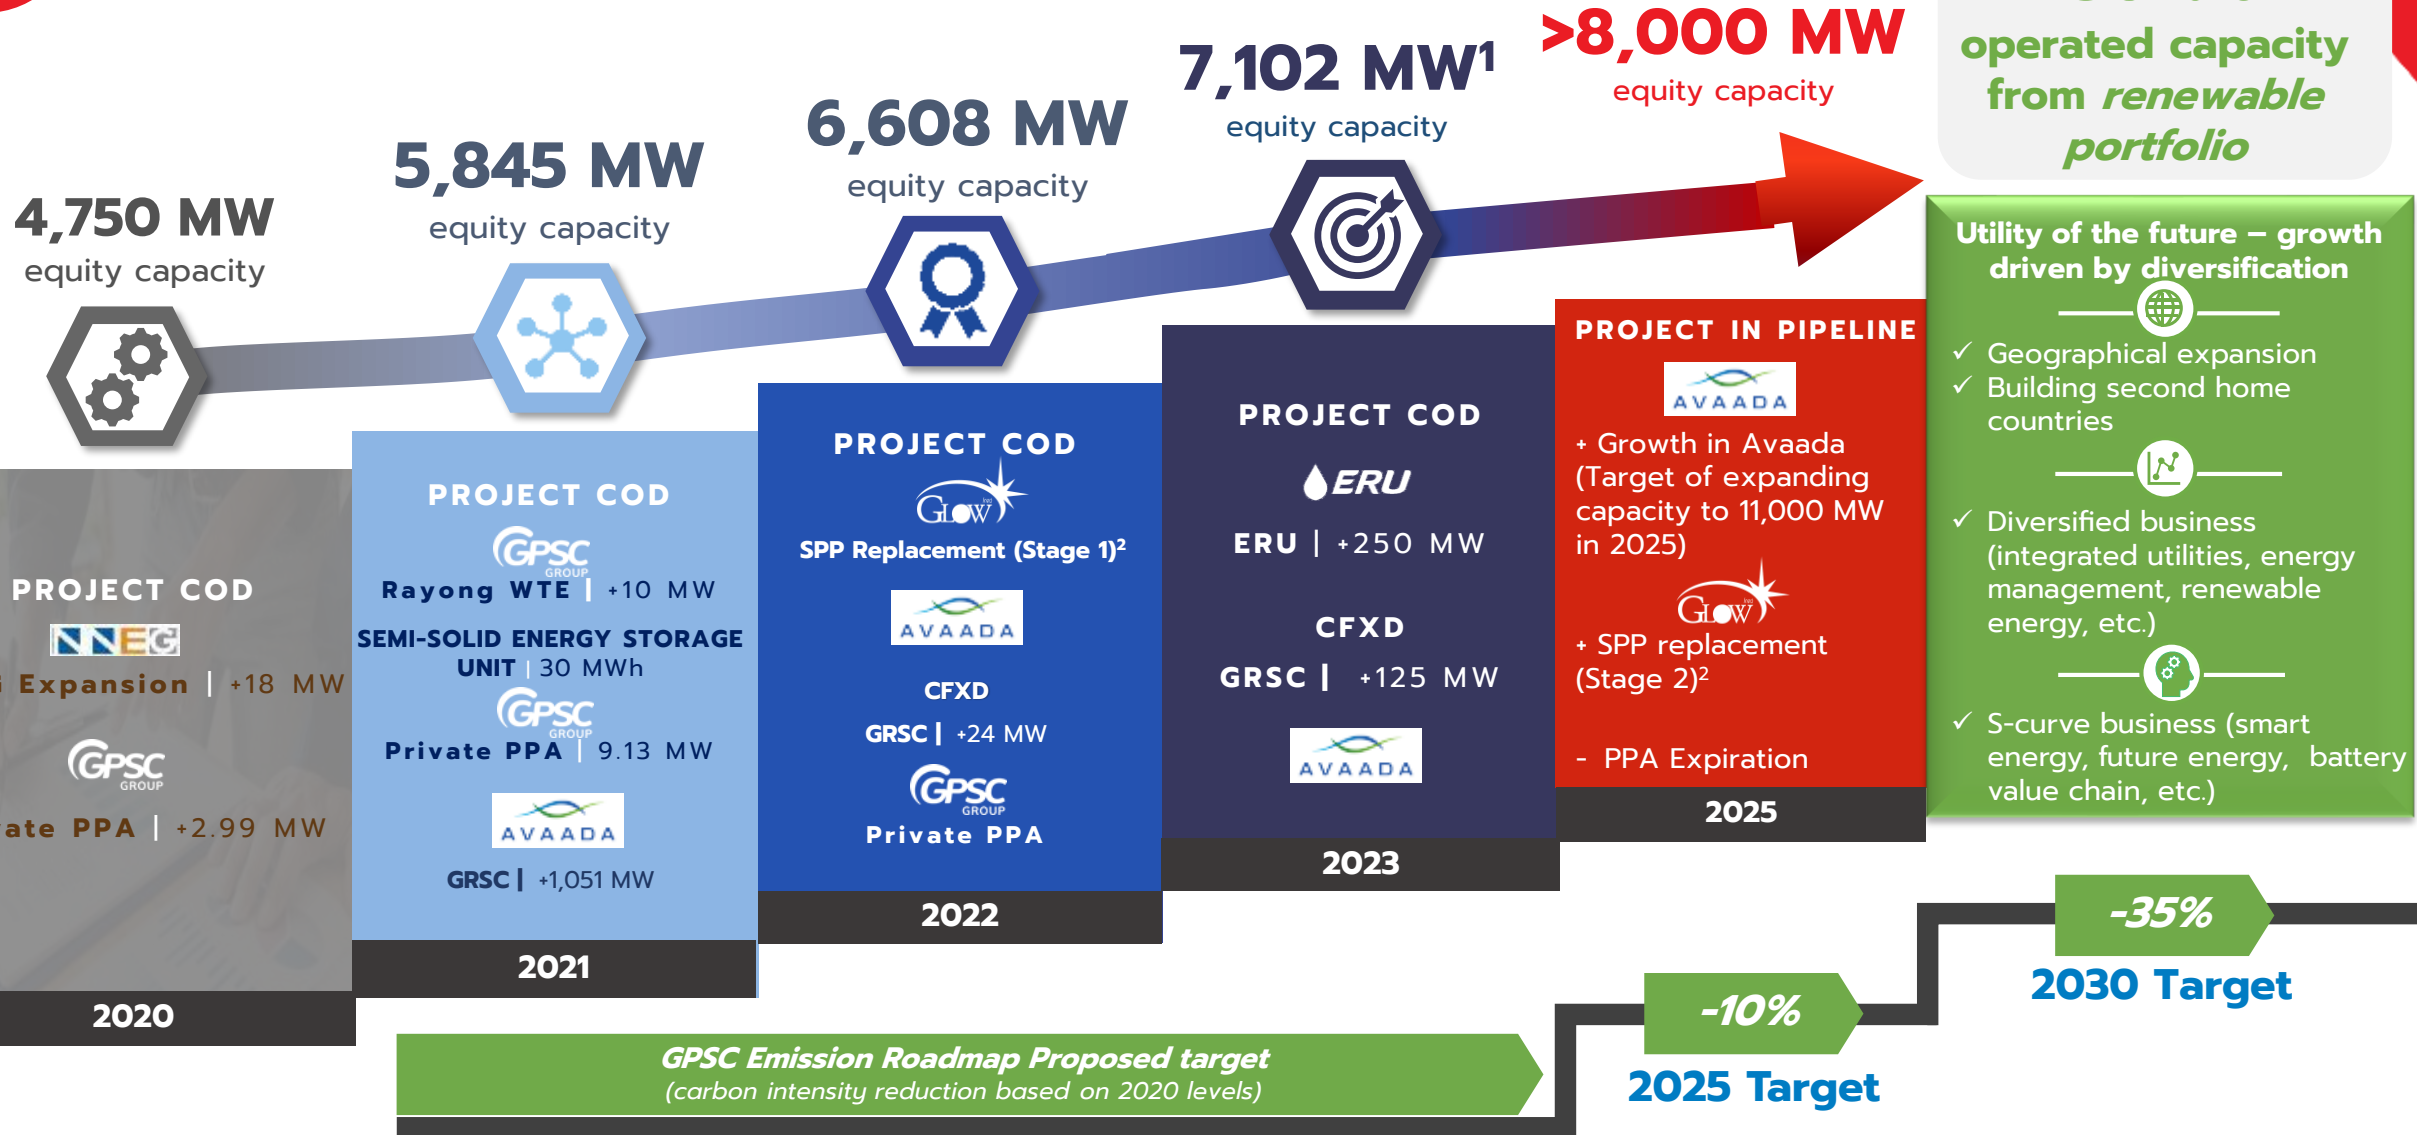 4,750 MW
equity capacity
PROJECT COD
NNEG
Expansion | +18 MW
GPSC
GROUP
PPA | +2.99 MW
2020
5,845 MW
equity capacity
PROJECT COD
GPSC
GROUP
Rayong WTE | +10 MW
SEMI-SOLID ENERGY STORAGE
UNIT | 30 MWh
GPSC
GROUP
Private PPA | 9.13 MW
AVAADA
GRSC | +1,051 MW
2021
6,608 MW
equity capacity
PROJECT COD
GLOW
SPP Replacement (Stage 1)²
AVAADA
CFXD
GRSC | +24 MW
GPSC
GROUP
Private PPA
2022
7,102 MW¹
equity capacity
PROJECT COD
ERU
ERU | +250 MW
CFXD
GRSC | +125 MW
AVAADA
2023
>8,000 MW
equity capacity
PROJECT IN PIPELINE
AVAADA
+ Growth in Avaada
(Target of expanding
capacity to 11,000 MW
in 2025)
GLOW
+ SPP replacement
(Stage 2)²
- PPA Expiration
2025
operated capacity
from renewable
portfolio
Utility of the future – growth
driven by diversification
✓ Geographical expansion
✓ Building second home
countries
✓ Diversified business
(integrated utilities, energy
management, renewable
energy, etc.)
✓ S-curve business (smart
energy, future energy, battery
value chain, etc.)
GPSC Emission Roadmap Proposed target
(carbon intensity reduction based on 2020 levels)
-10%
2025 Target
-35%
2030 Target